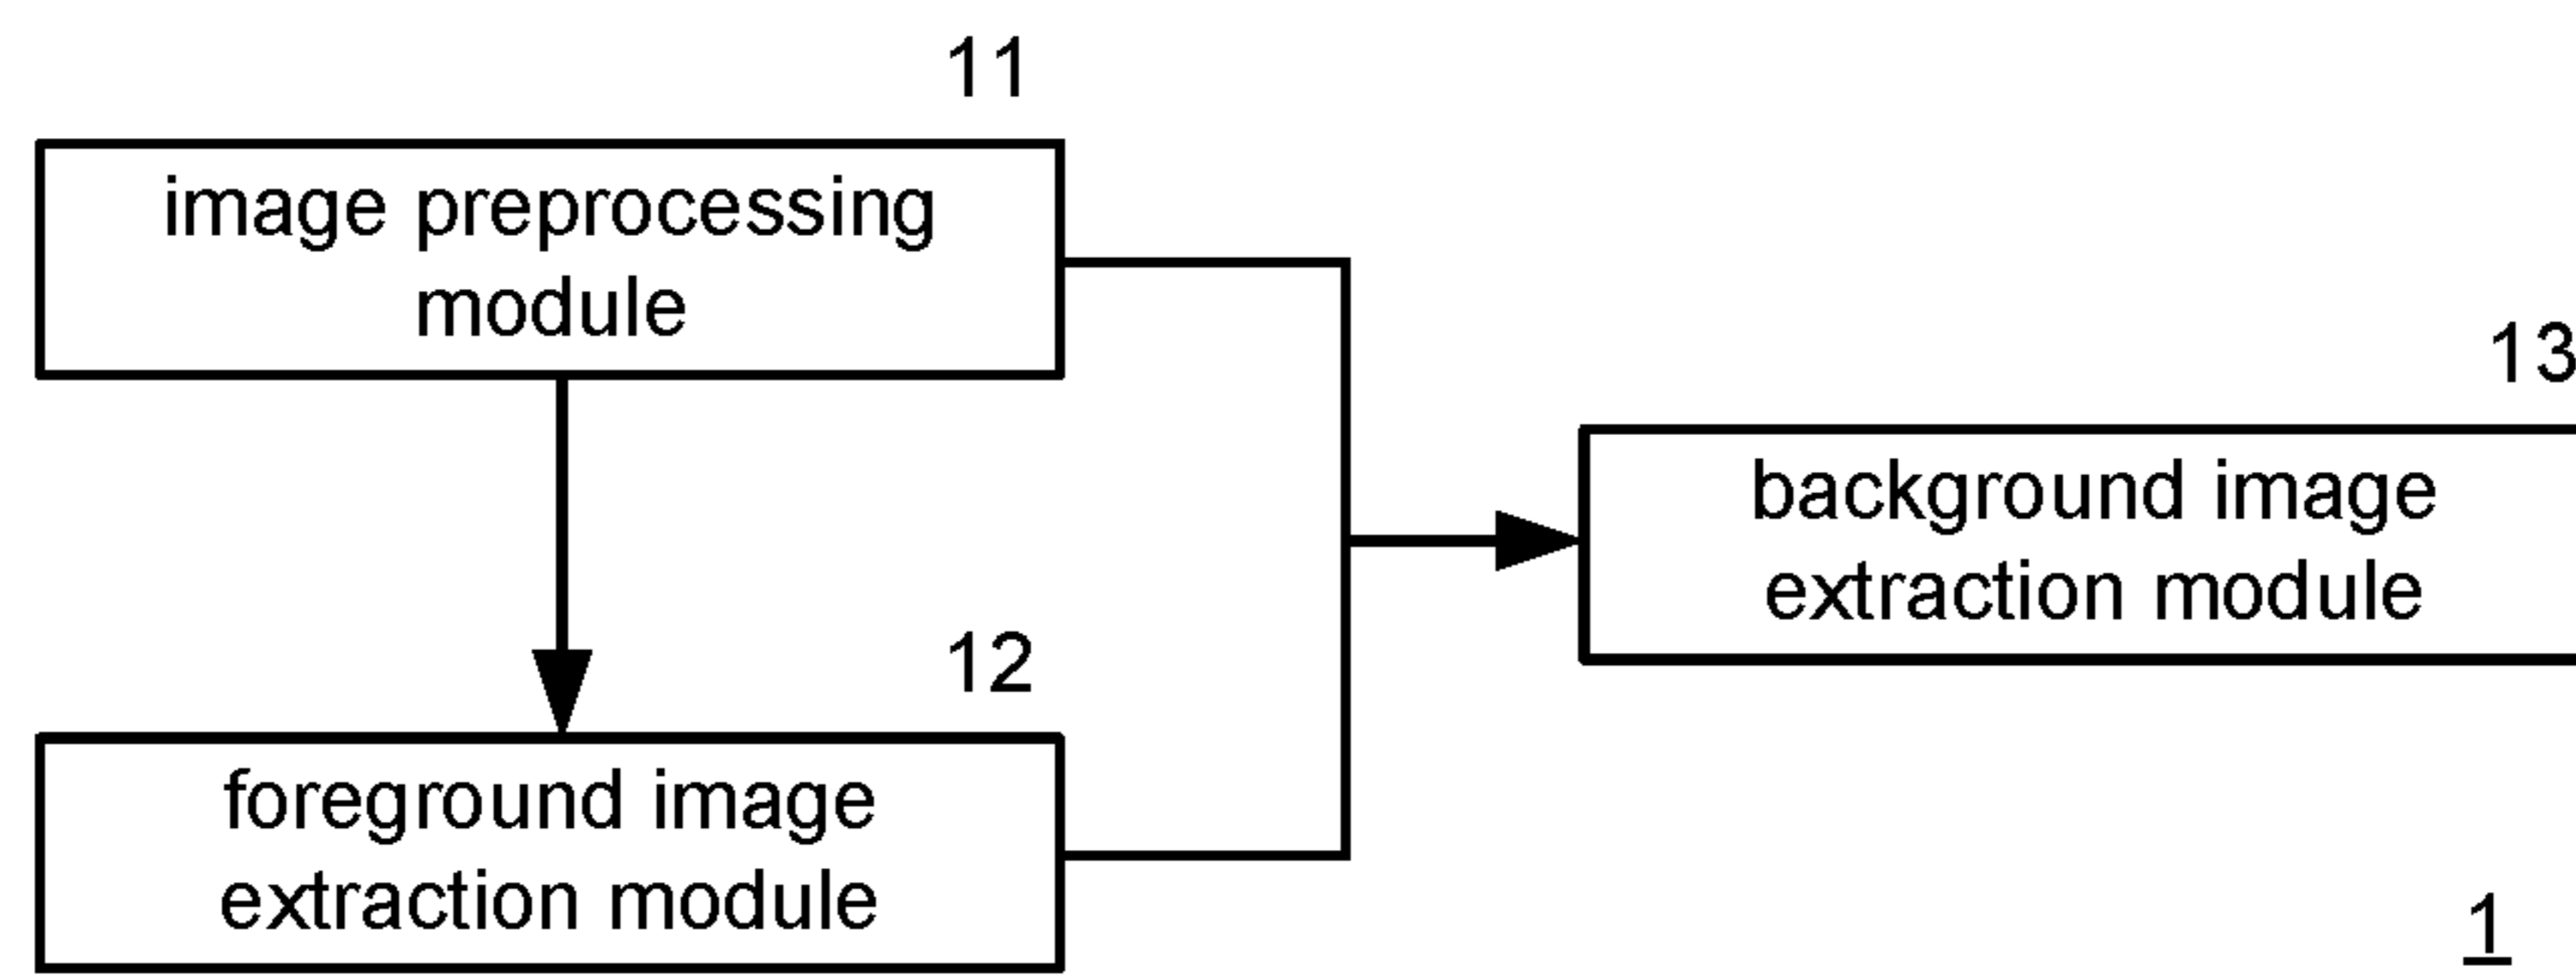 11
image preprocessing
module
13
background image
extraction module
12
foreground image
extraction module
1